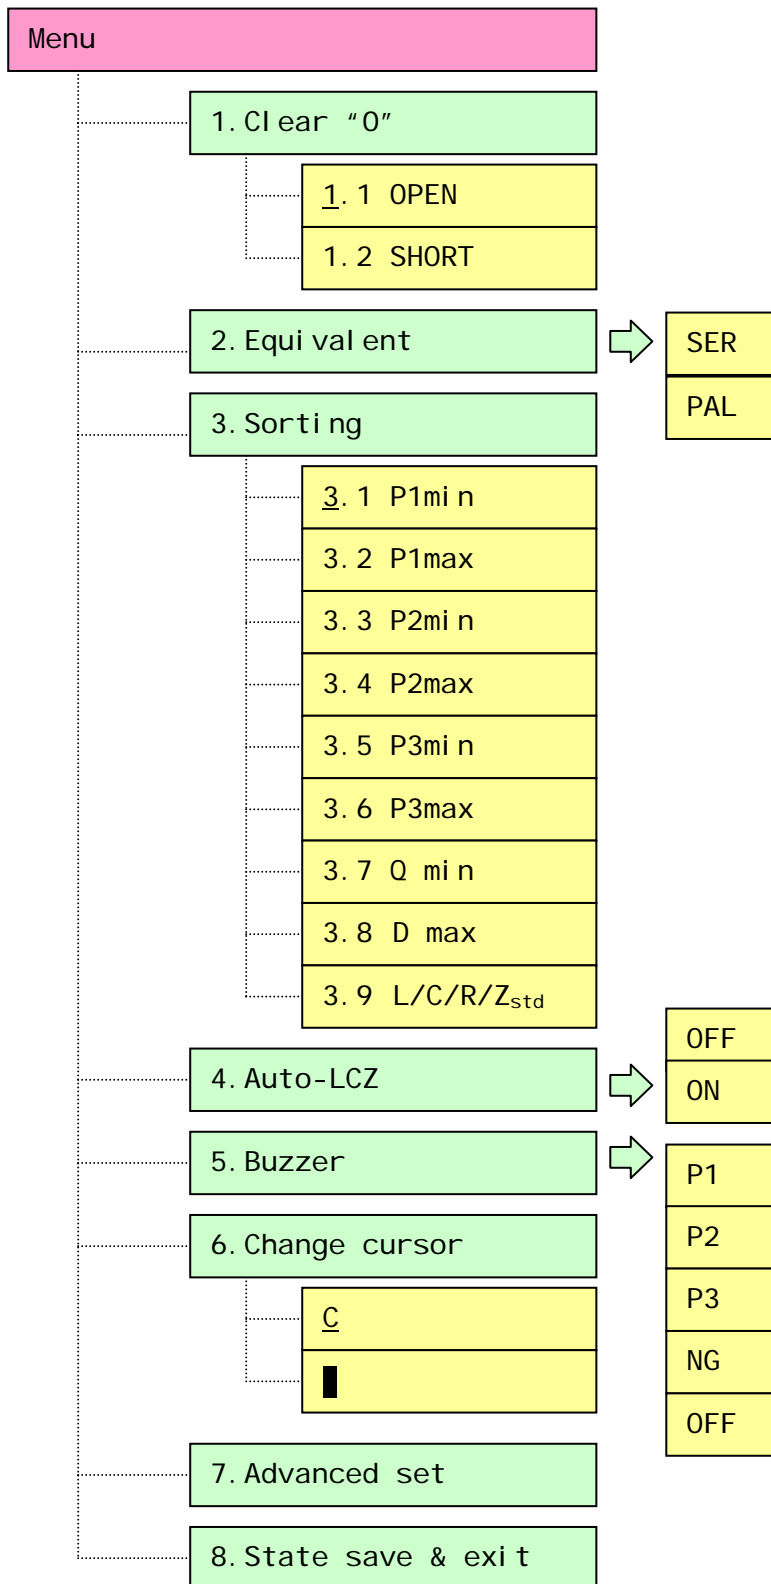 Menu
1.Clear “0”
1.1 OPEN
1.2 SHORT
2.Equivalent
SER
PAL
3.Sorting
3.1 P1min
3.2 P1max
3.3 P2min
3.4 P2max
3.5 P3min
3.6 P3max
3.7 Q min
3.8 D max
3.9 L/C/R/Zstd
4.Auto-LCZ
OFF
ON
5.Buzzer
P1
P2
P3
NG
OFF
6.Change cursor
C
7.Advanced set
8.State save & exit